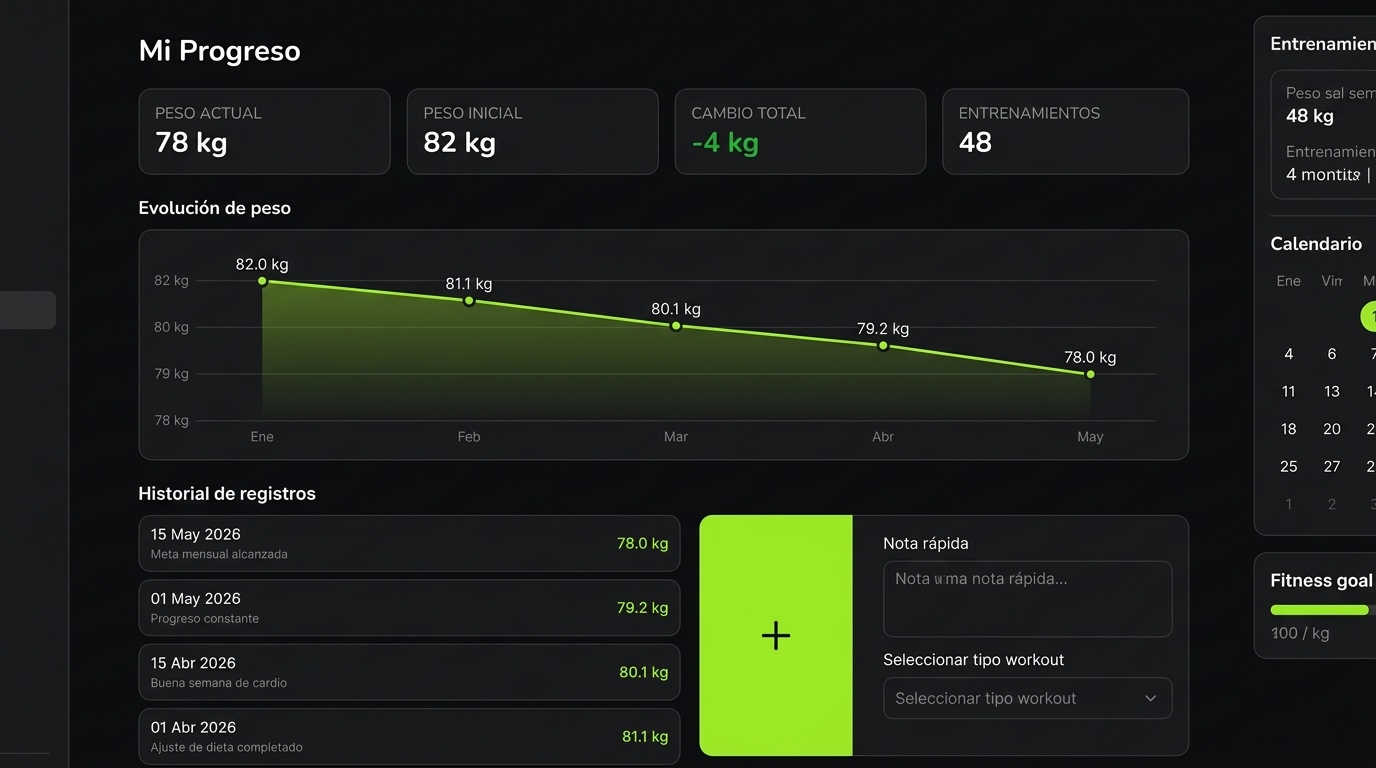 Mi Progreso
PESO ACTUAL
78 kg
PESO INICIAL
82 kg
CAMBIO TOTAL
-4 kg
ENTRENAMIENTOS
48
Evolución de peso
82 kg
80 kg
79 kg
78 kg
82.0 kg
81.1 kg
80.1 kg
79.2 kg
78.0 kg
Ene
Feb
Mar
Abr
May
Historial de registros
15 May 2026
Meta mensual alcanzada
78.0 kg
01 May 2026
Progreso constante
79.2 kg
15 Abr 2026
Buena semana de cardio
80.1 kg
01 Abr 2026
Ajuste de dieta completado
81.1 kg
+
Nota rápida
Nota nota rápida...
Seleccionar tipo workout
Seleccionar tipo workout
Entrenamien
Peso sal sem
48 kg
Entrenamien
4 |
Calendario
Ene
4 6 7
11 13
18 20
25 27
1 2
Fitness goal
/ kg